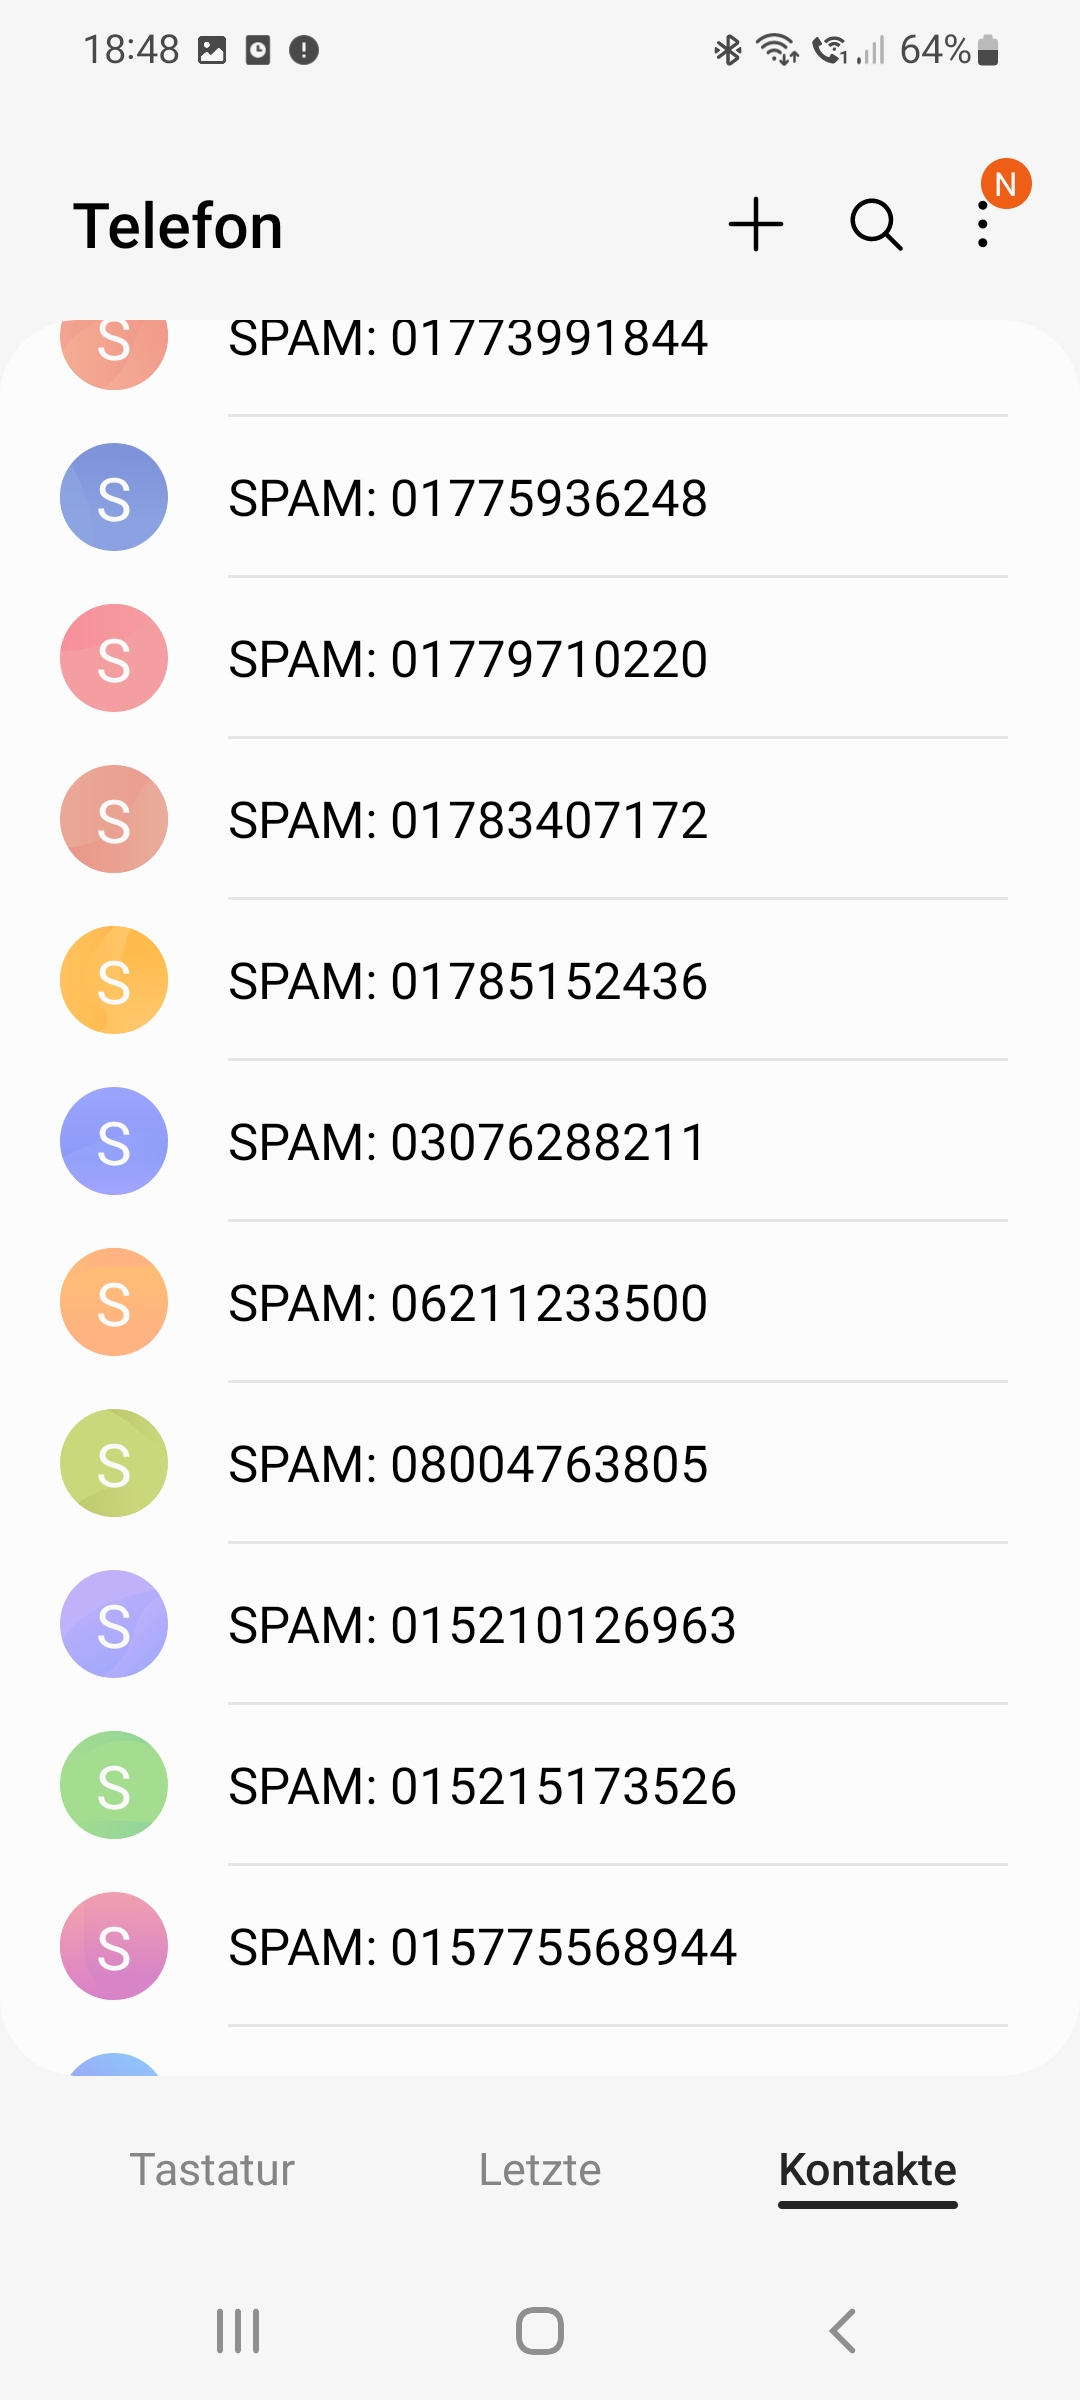 18:48 64%
N
Telefon
S SPAM: 01773991844
S SPAM: 01775936248
S SPAM: 01779710220
S SPAM: 01783407172
S SPAM: 01785152436
S SPAM: 03076288211
S SPAM: 06211233500
S SPAM: 08004763805
S SPAM: 015210126963
S SPAM: 015215173526
S SPAM: 015775568944
Tastatur Letzte Kontakte